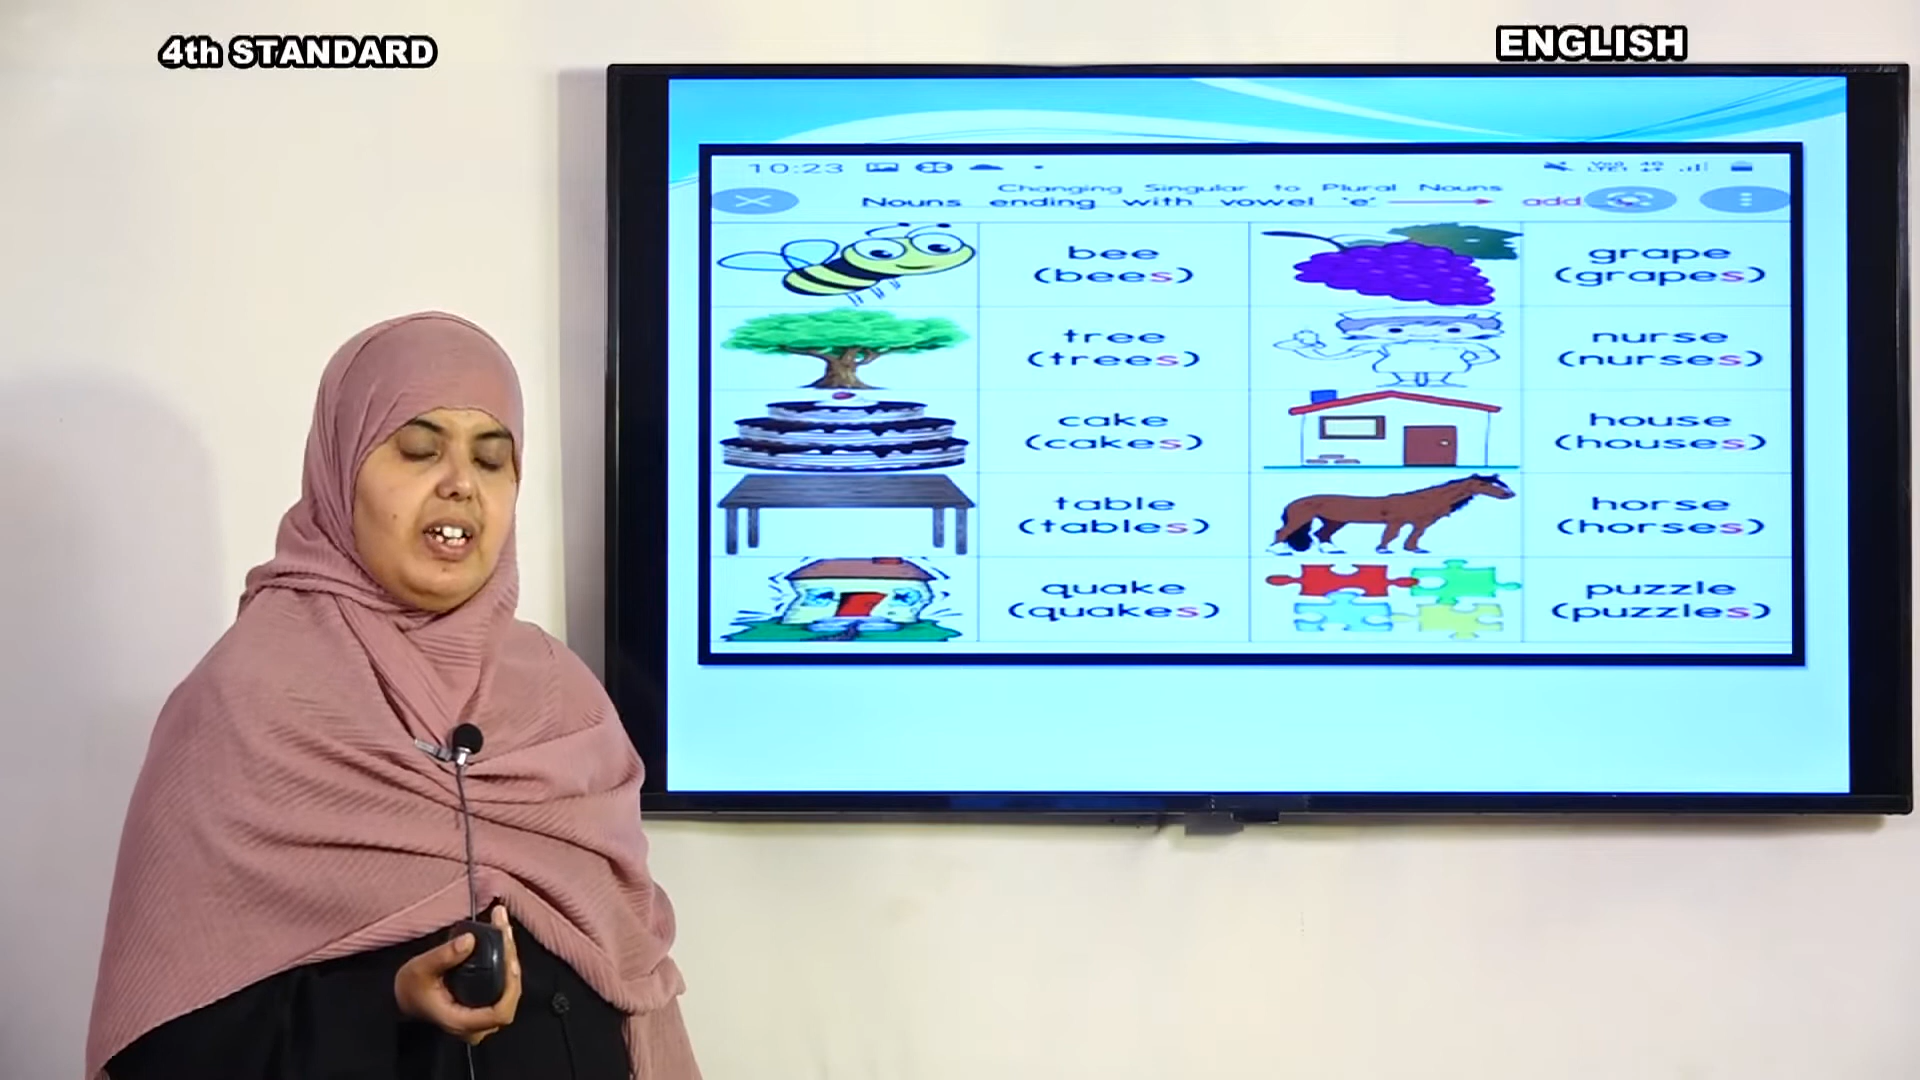 4th STANDARD
ENGLISH
10:23
Changing Singular to Plural Nouns
Nouns ending with vowel 'e' → add
bee
(bees)
grape
(grapes)
tree
(trees)
nurse
(nurses)
cake
(cakes)
house
(houses)
table
(tables)
horse
(horses)
quake
(quakes)
puzzle
(puzzles)